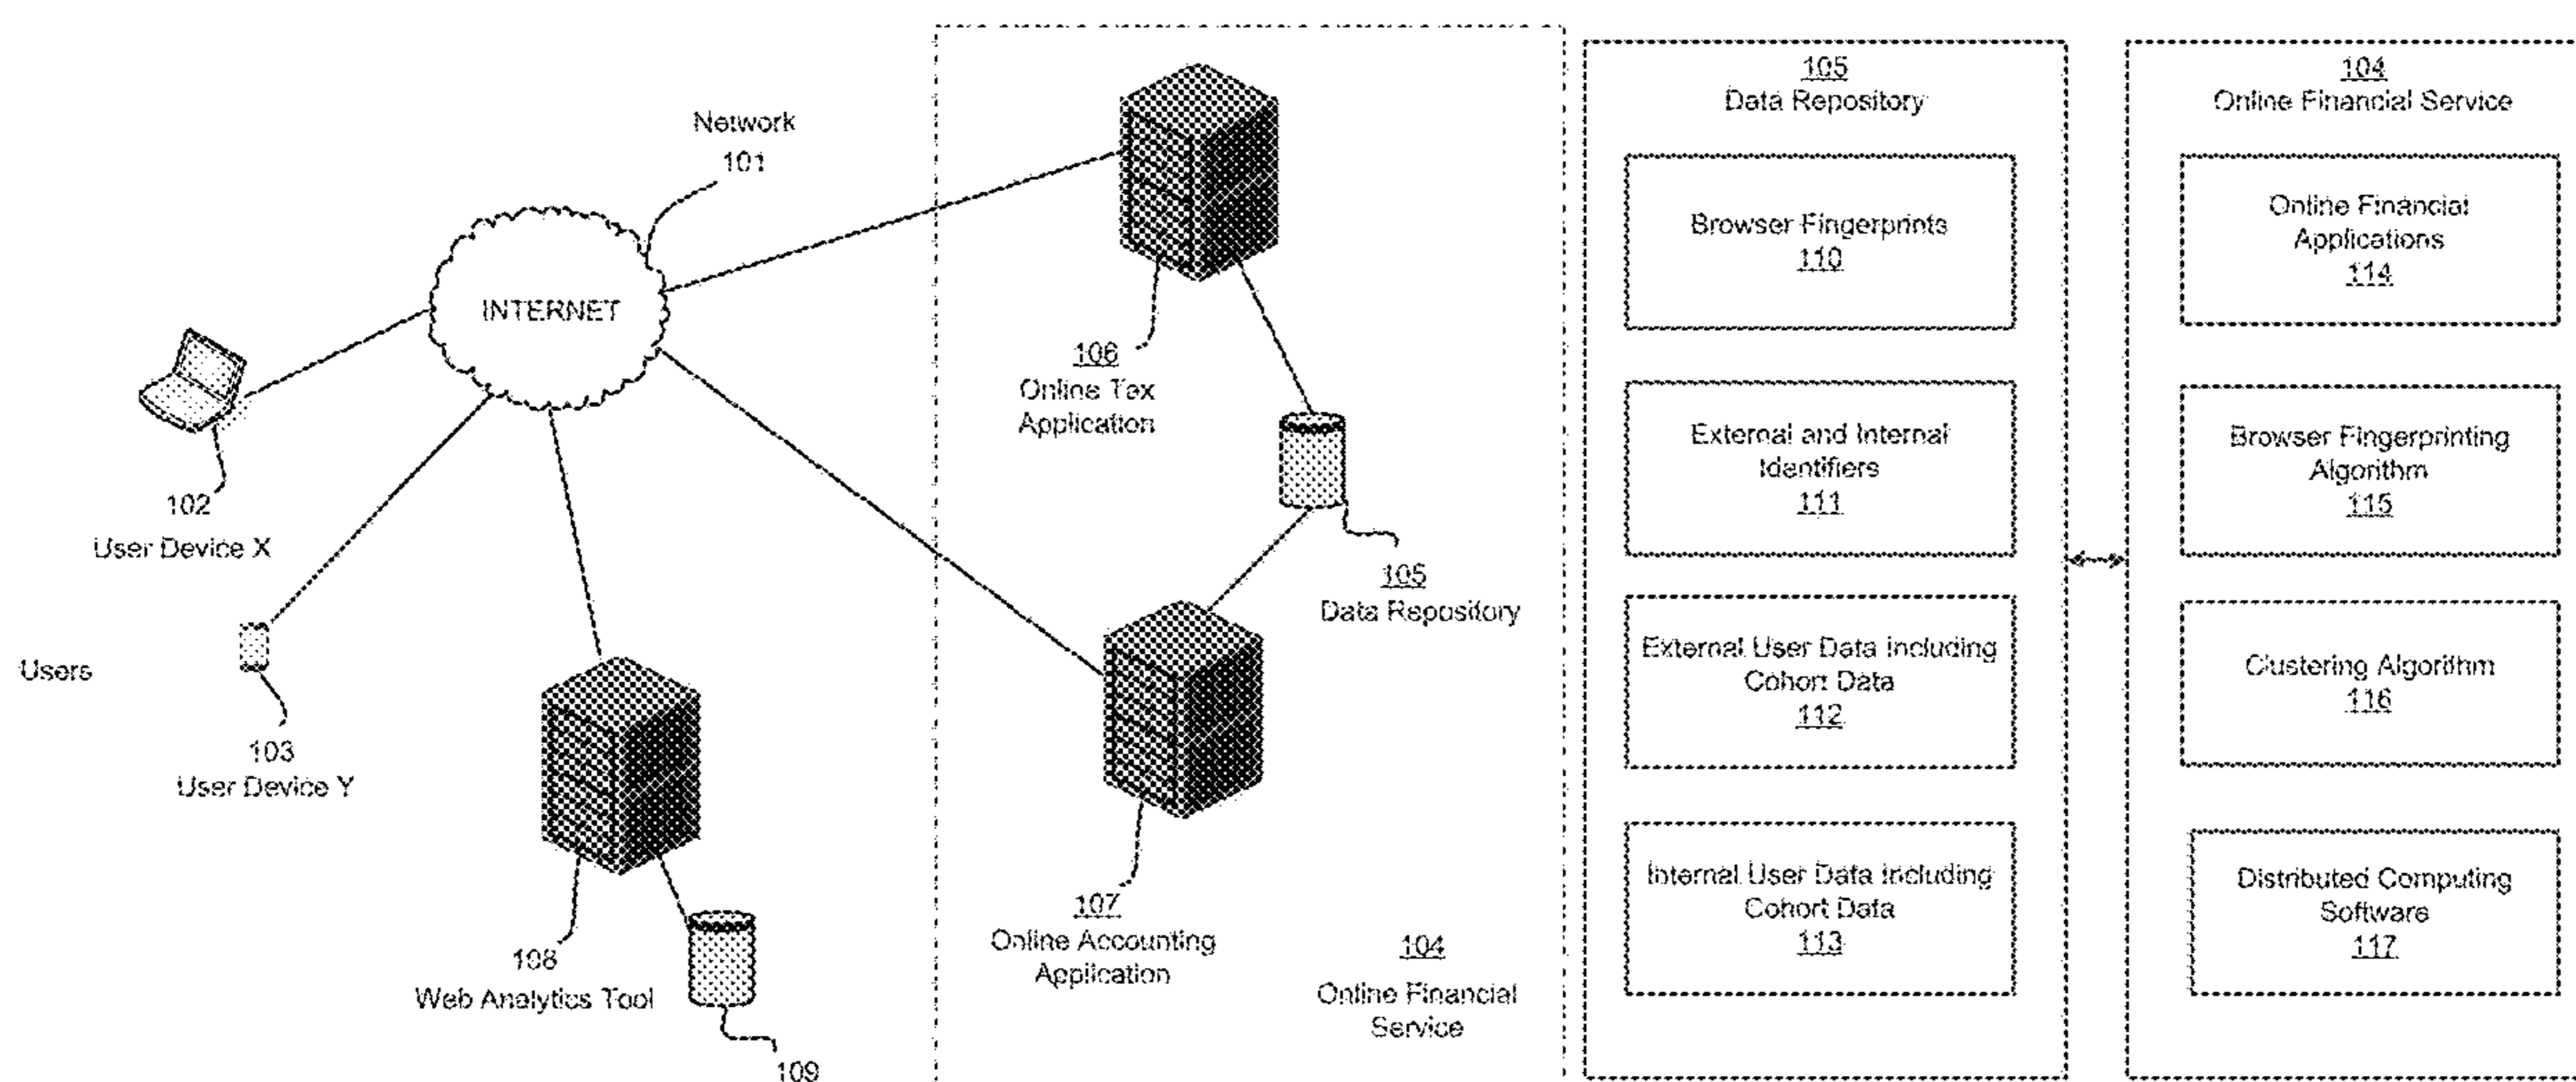 Network
101
INTERNET
102
User Device X
Users
103
User Device Y
108
Web Analytics Tool
109
106
Online Tax
Application
105
Data Repository
107
Online Accounting
Application
104
Online Financial
Service
105
Data Repository
Browser Fingerprints
110
External and Internal
Identifiers
111
External User Data Including
Cohort Data
112
Internal User Data Including
Cohort Data
113
104
Online Financial Service
Online Financial
Applications
114
Browser Fingerprinting
Algorithm
115
Clustering Algorithm
116
Distributed Computing
Software
117